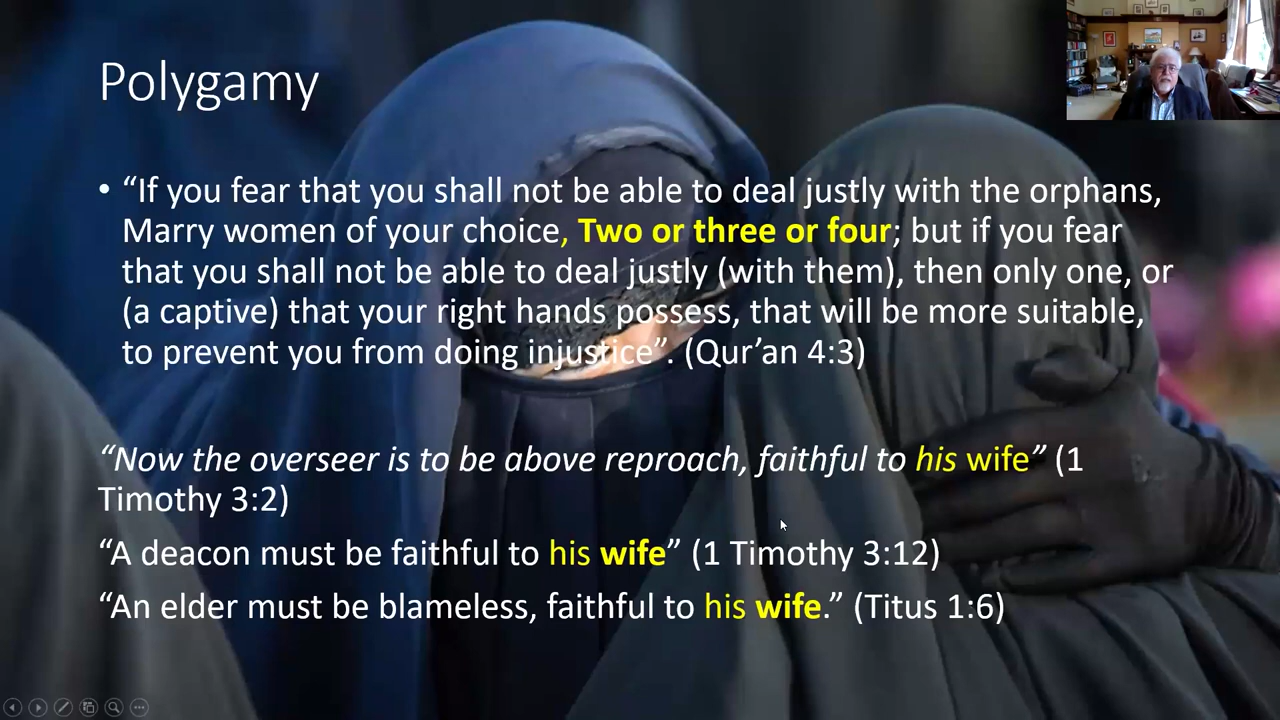 Polygamy
• “If you fear that you shall not be able to deal justly with the orphans,
Marry women of your choice, Two or three or four; but if you fear
that you shall not be able to deal justly (with them), then only one, or
(a captive) that your right hands possess, that will be more suitable,
to prevent you from doing injustice”. (Qur’an 4:3)
“Now the overseer is to be above reproach, faithful to his wife” (1
Timothy 3:2)
“A deacon must be faithful to his wife” (1 Timothy 3:12)
“An elder must be blameless, faithful to his wife.” (Titus 1:6)